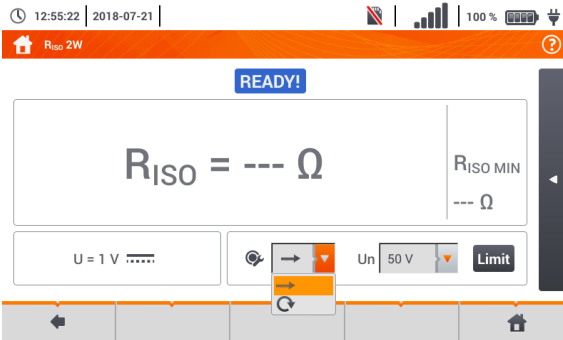 12:55:22 2018-07-21 100 %
RISO 2W ?
READY!
RISO = --- Ω
RISO MIN
--- Ω
U = 1 V
Un 50 V Limit